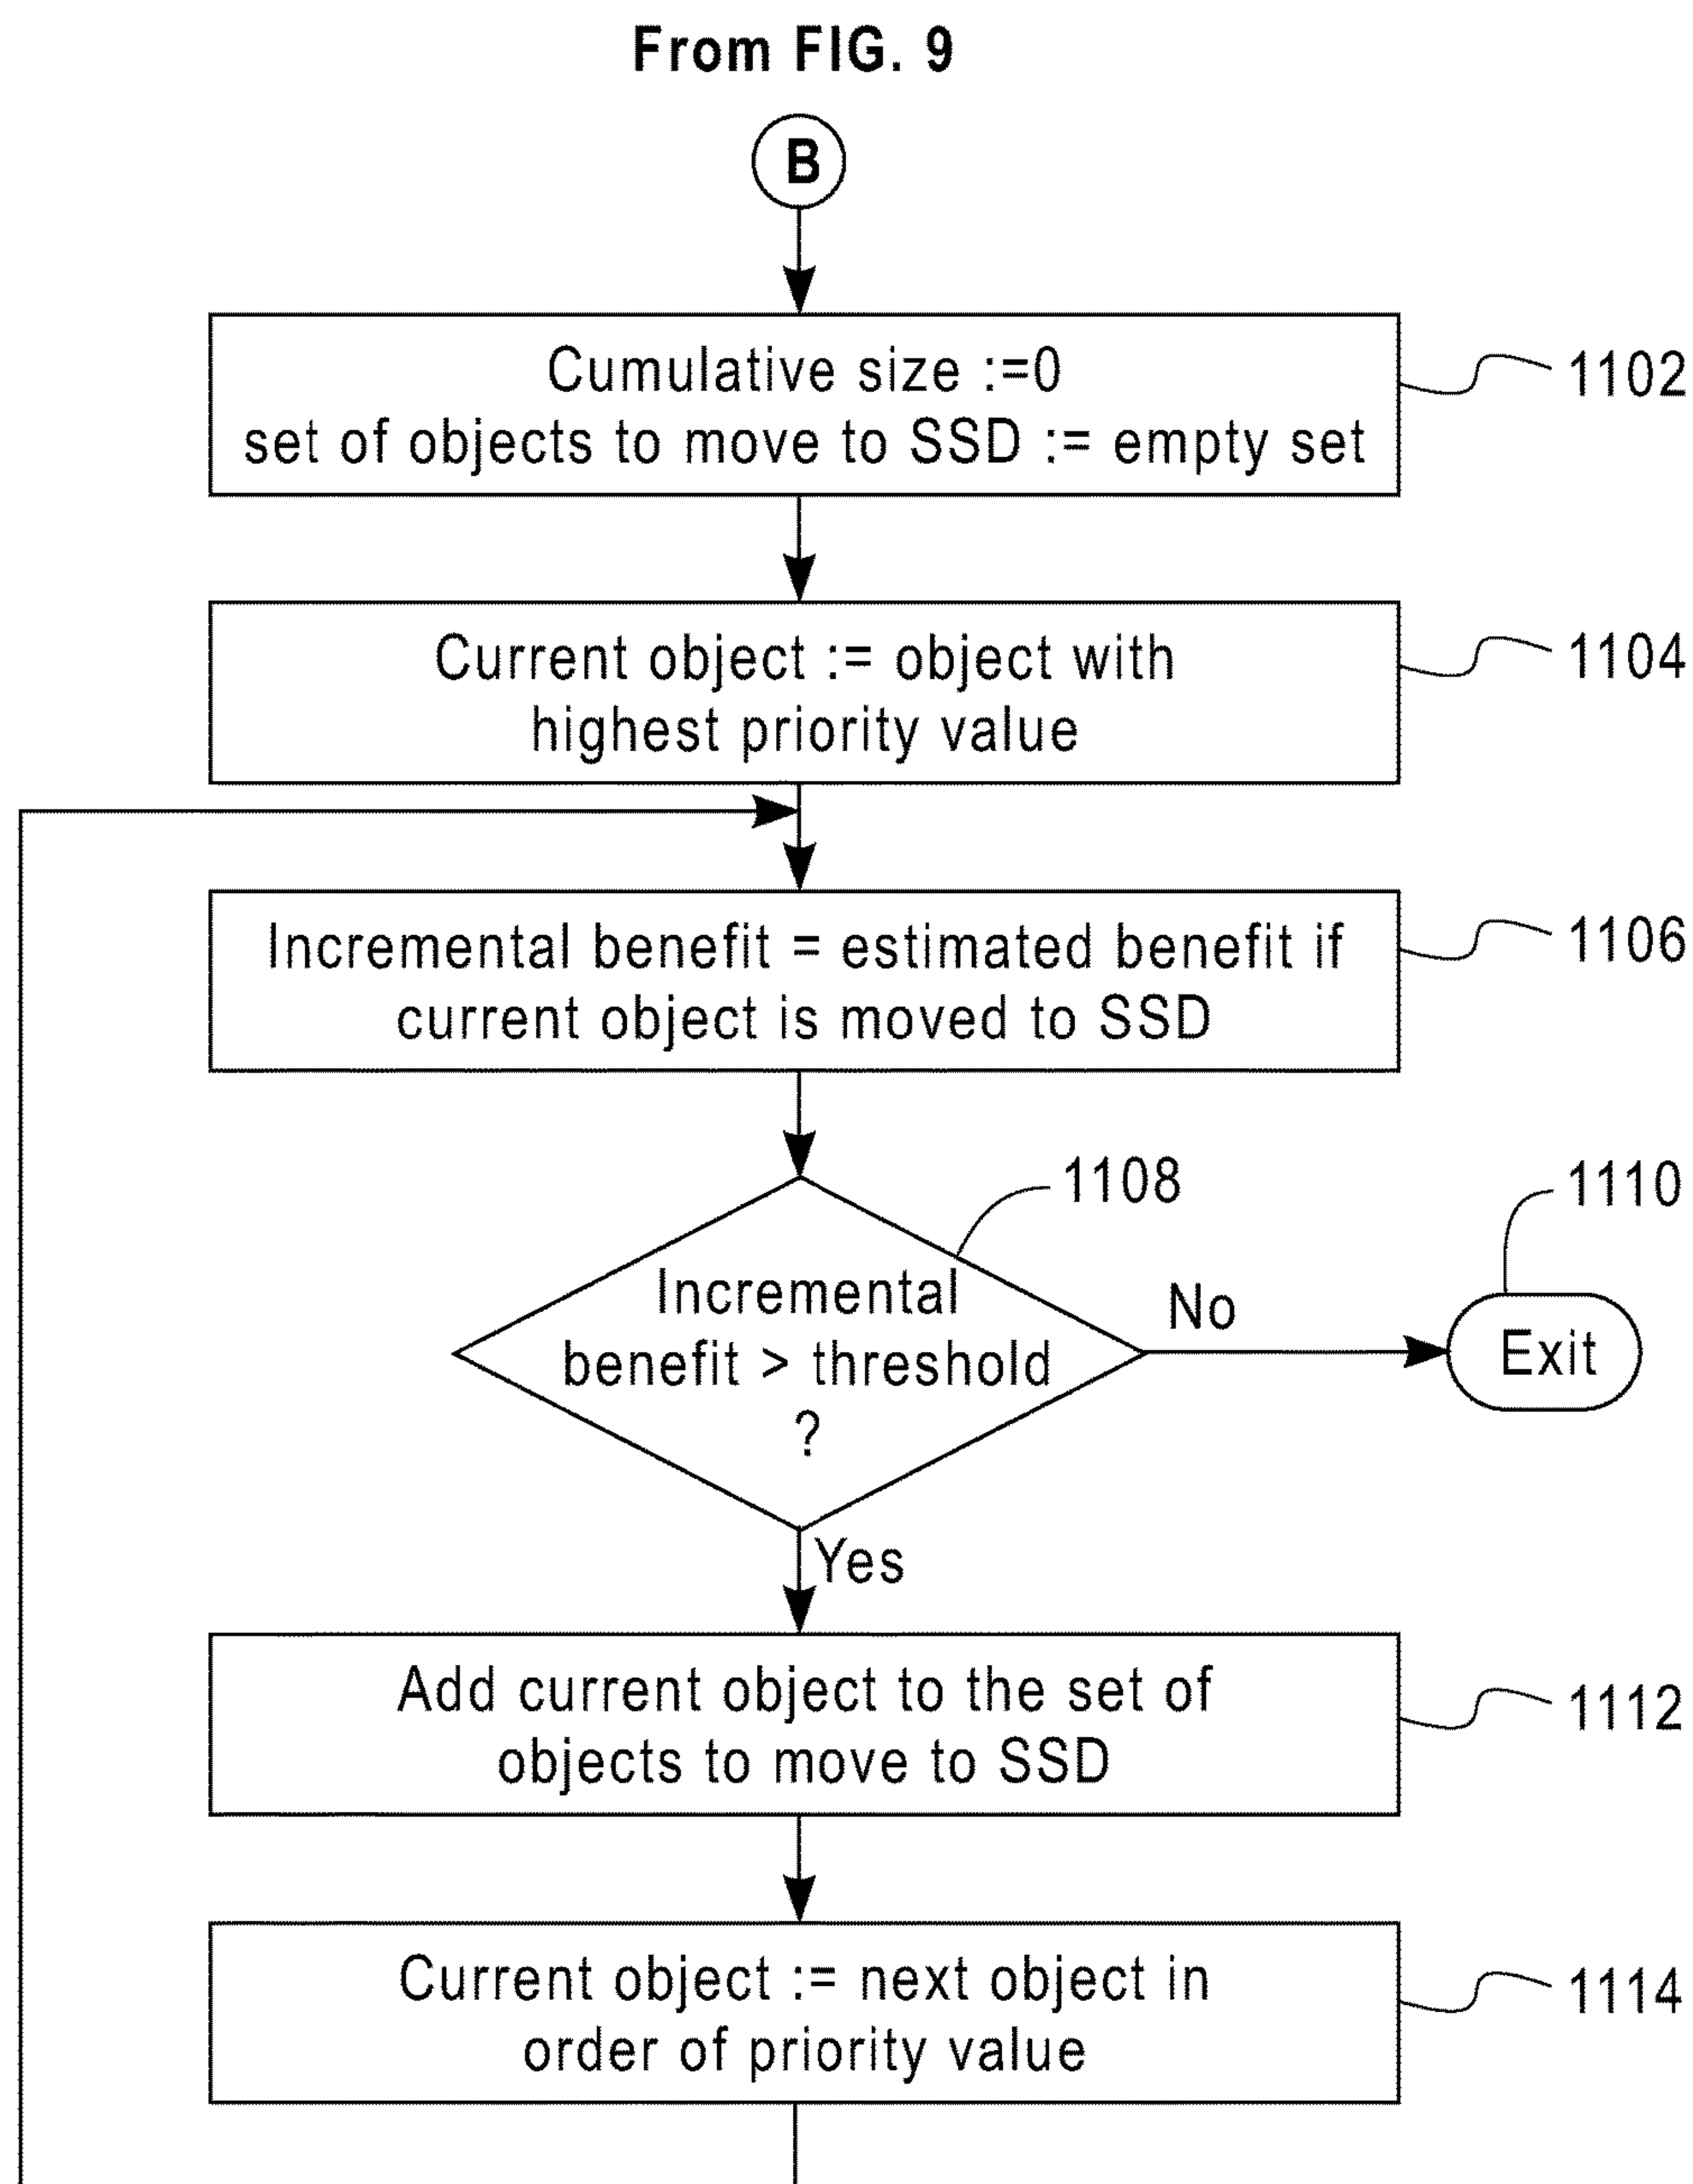 From FIG. 9
B
Cumulative size :=0
set of objects to move to SSD := empty set
1102
Current object := object with
highest priority value
1104
Incremental benefit = estimated benefit if
current object is moved to SSD
1106
1108
1110
Incremental
benefit > threshold
?
No
Exit
Yes
Add current object to the set of
objects to move to SSD
1112
Current object := next object in
order of priority value
1114